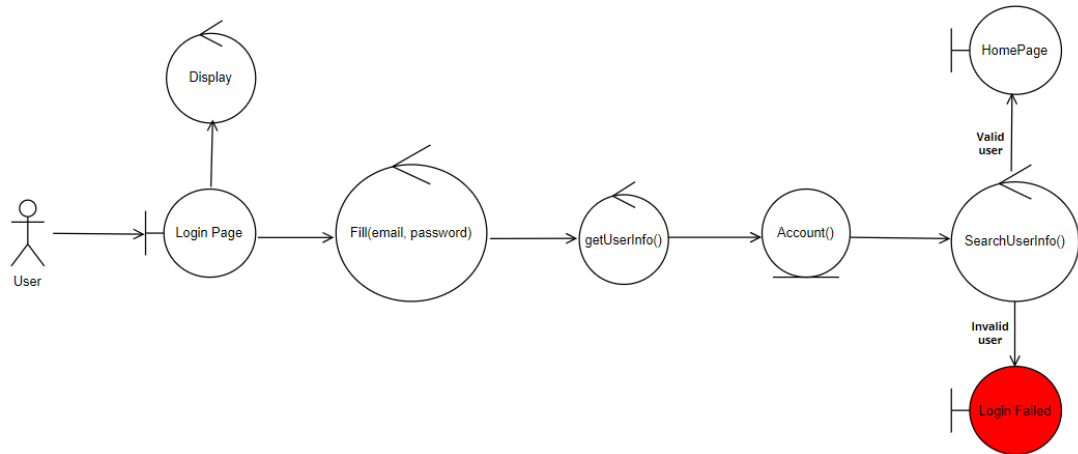 Display
HomePage
Valid
user
User
Login Page
Fill(email, password)
getUserInfo()
Account()
SearchUserInfo()
Invalid
user
Login Failed